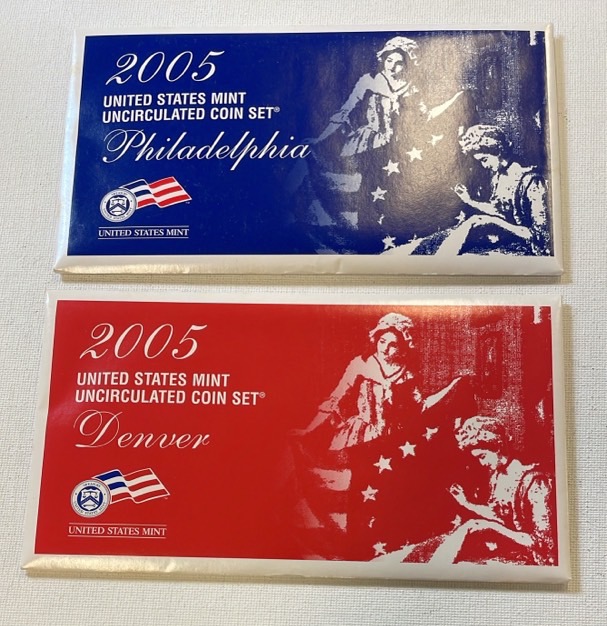 2005
UNITED STATES MINT
UNCIRCULATED COIN SET®
Philadelphia
UNITED STATES MINT
2005
UNITED STATES MINT
UNCIRCULATED COIN SET®
Denver
UNITED STATES MINT